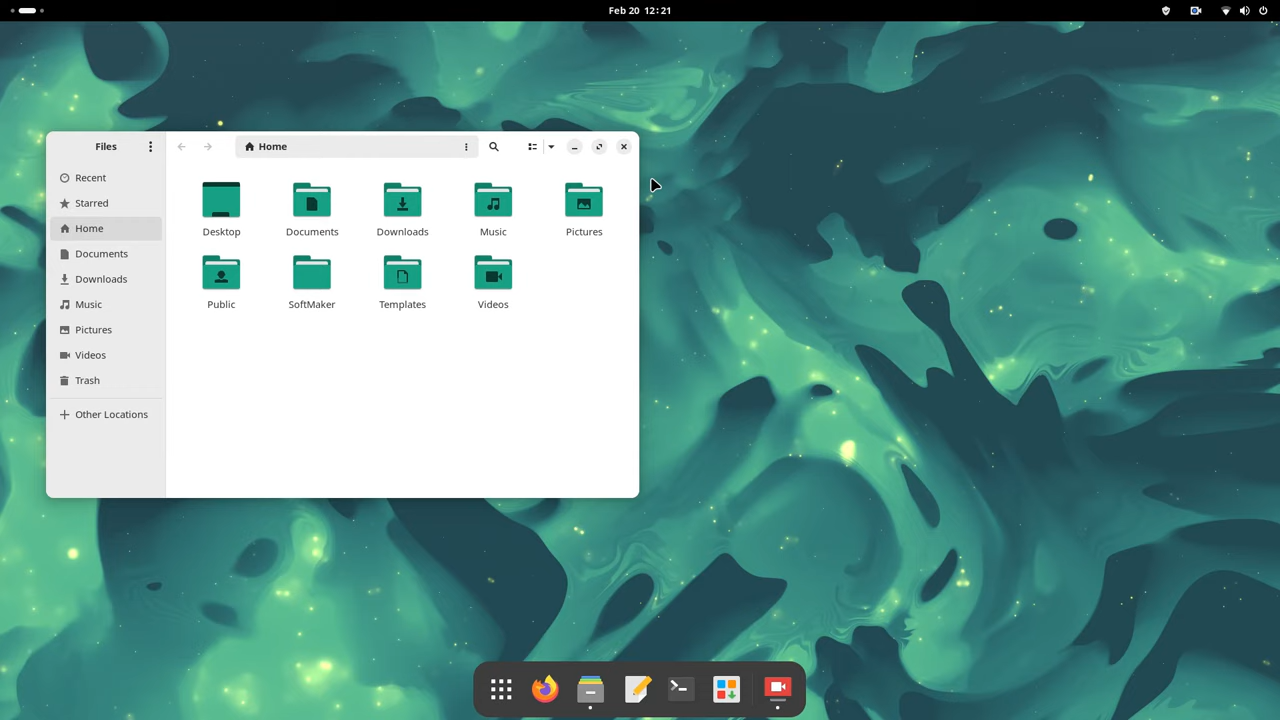 Feb 20 12:21
Files
Home
Recent
Starred
Home
Documents
Downloads
Music
Pictures
Videos
Trash
Other Locations
Desktop
Documents
Downloads
Music
Pictures
Public
SoftMaker
Templates
Videos